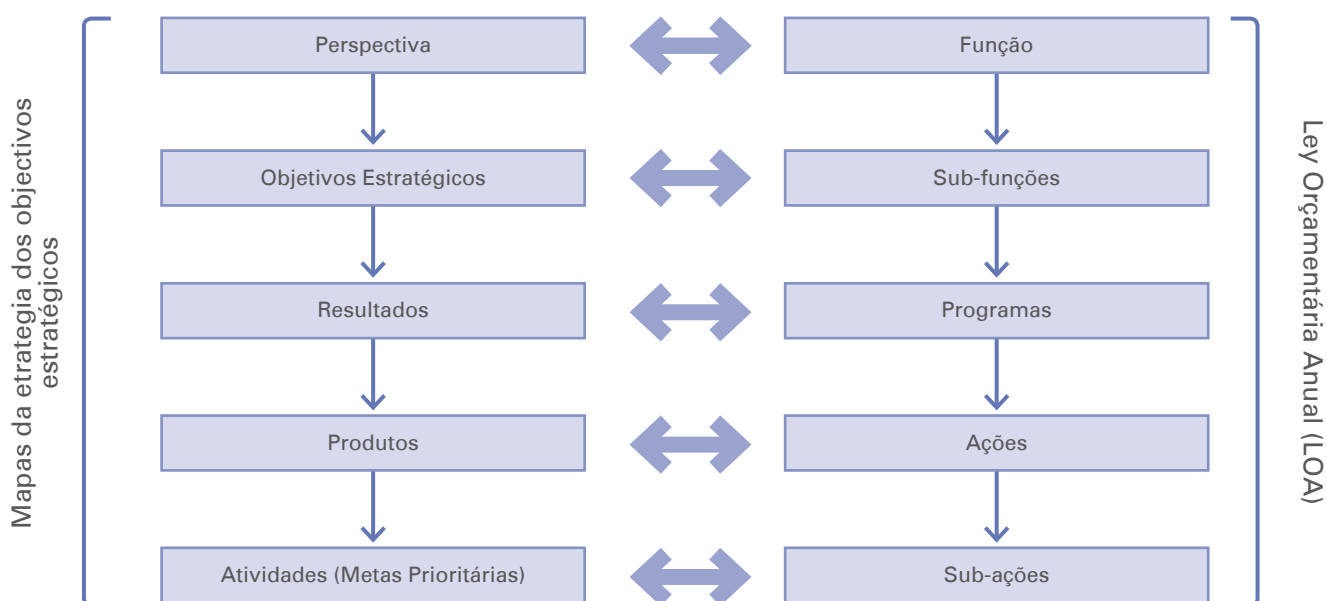 Mapas da etrategia dos objectivos
estratégicos
Perspectiva
Função
Objetivos Estratégicos
Sub-funções
Resultados
Programas
Produtos
Ações
Atividades (Metas Prioritárias)
Sub-ações
Ley Orçamentária Anual (LOA)